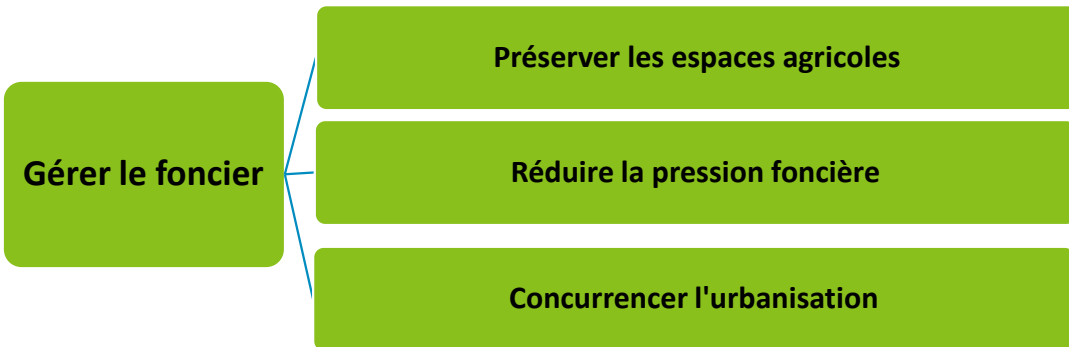 Préserver les espaces agricoles
Gérer le foncier
Réduire la pression foncière
Concurrencer l'urbanisation